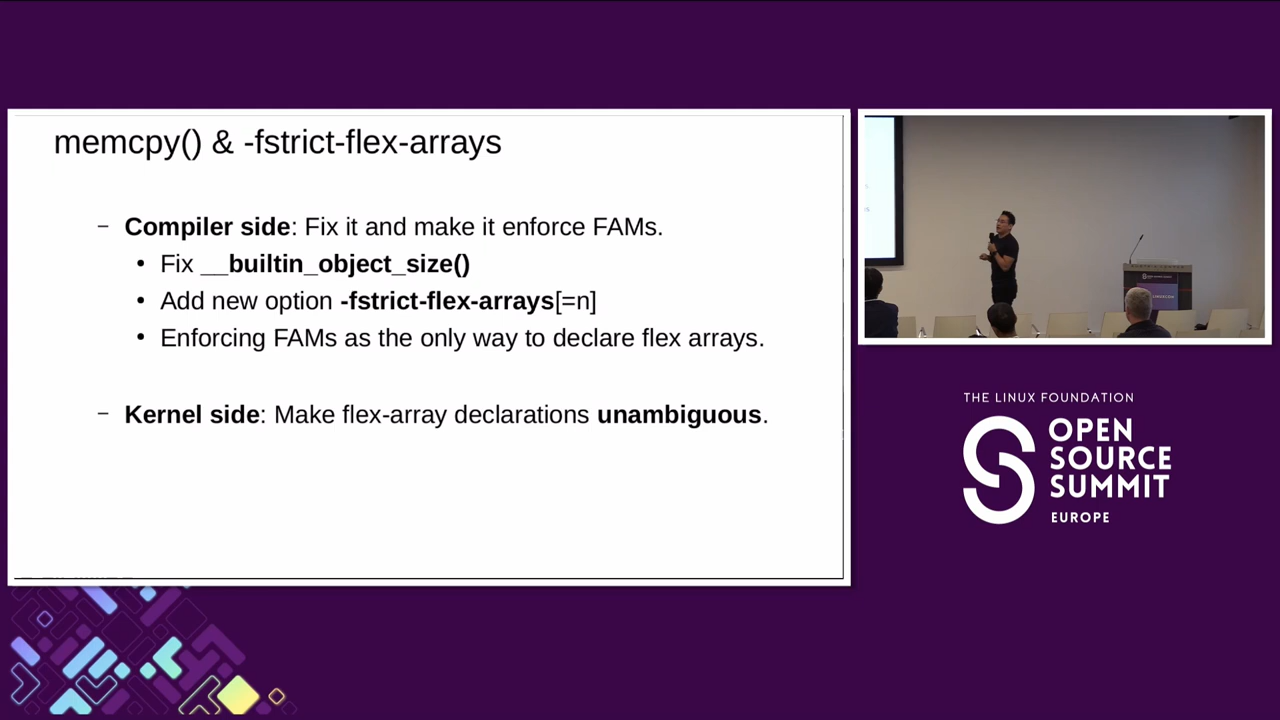 memcpy() & -fstrict-flex-arrays
– Compiler side: Fix it and make it enforce FAMs.
• Fix __builtin_object_size()
• Add new option -fstrict-flex-arrays[=n]
• Enforcing FAMs as the only way to declare flex arrays.
– Kernel side: Make flex-array declarations unambiguous.
THE LINUX FOUNDATION
OPEN
SOURCE
SUMMIT
EUROPE